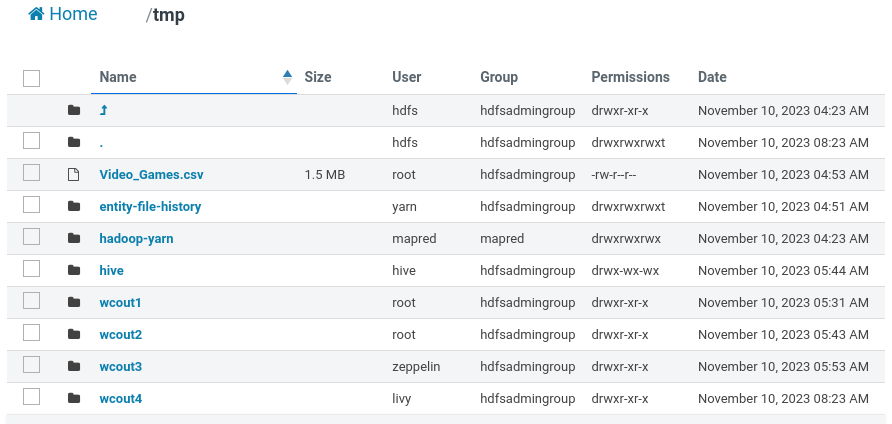 Home /tmp
Name Size User Group Permissions Date
hdfs hdfsadmingroup drwxr-xr-x November 10, 2023 04:23 AM
. hdfs hdfsadmingroup drwxrwxrwxt November 10, 2023 08:23 AM
Video_Games.csv 1.5 MB root hdfsadmingroup -rw-r--r-- November 10, 2023 04:53 AM
entity-file-history yarn hdfsadmingroup drwxrwxrwxt November 10, 2023 04:51 AM
hadoop-yarn mapred mapred drwxrwxrwx November 10, 2023 04:23 AM
hive hive hdfsadmingroup drwx-wx-wx November 10, 2023 05:44 AM
wcout1 root hdfsadmingroup drwxr-xr-x November 10, 2023 05:31 AM
wcout2 root hdfsadmingroup drwxr-xr-x November 10, 2023 05:43 AM
wcout3 zeppelin hdfsadmingroup drwxr-xr-x November 10, 2023 05:53 AM
wcout4 livy hdfsadmingroup drwxr-xr-x November 10, 2023 08:23 AM